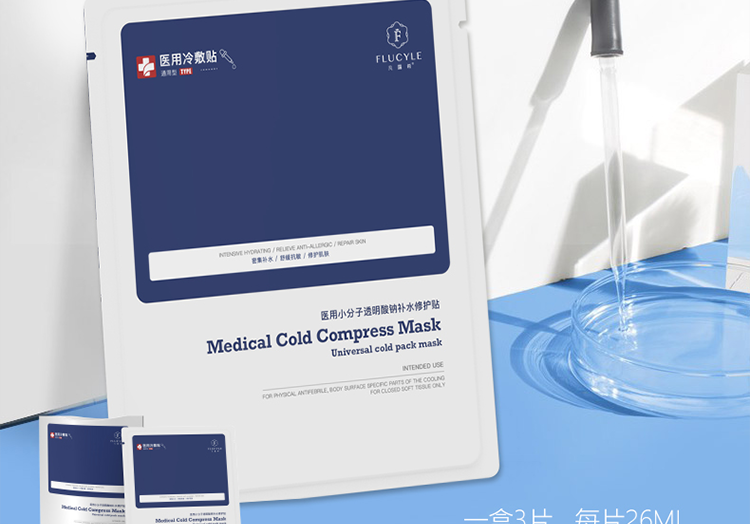 医用冷敷贴
通用型 TYPE
FLUCYLE
INTENSIVE HYDRATING / RELIEVE ANTI-ALLERGIC / REPAIR SKIN
密集补水 / 舒缓抗敏 / 修护肌肤
医用小分子透明酸钠补水修护贴
Medical Cold Compress Mask
Universal cold pack mask
INTENDED USE
FOR PHYSICAL ANTIFEBRILE, BODY SURFACE SPECIFIC PARTS OF THE COOLING
FOR CLOSED SOFT TISSUE ONLY
医用冷敷贴
医用冷敷贴
Medical Cold Compress Mask
Medical Cold Compress Mask
一盒3片 每片26ML